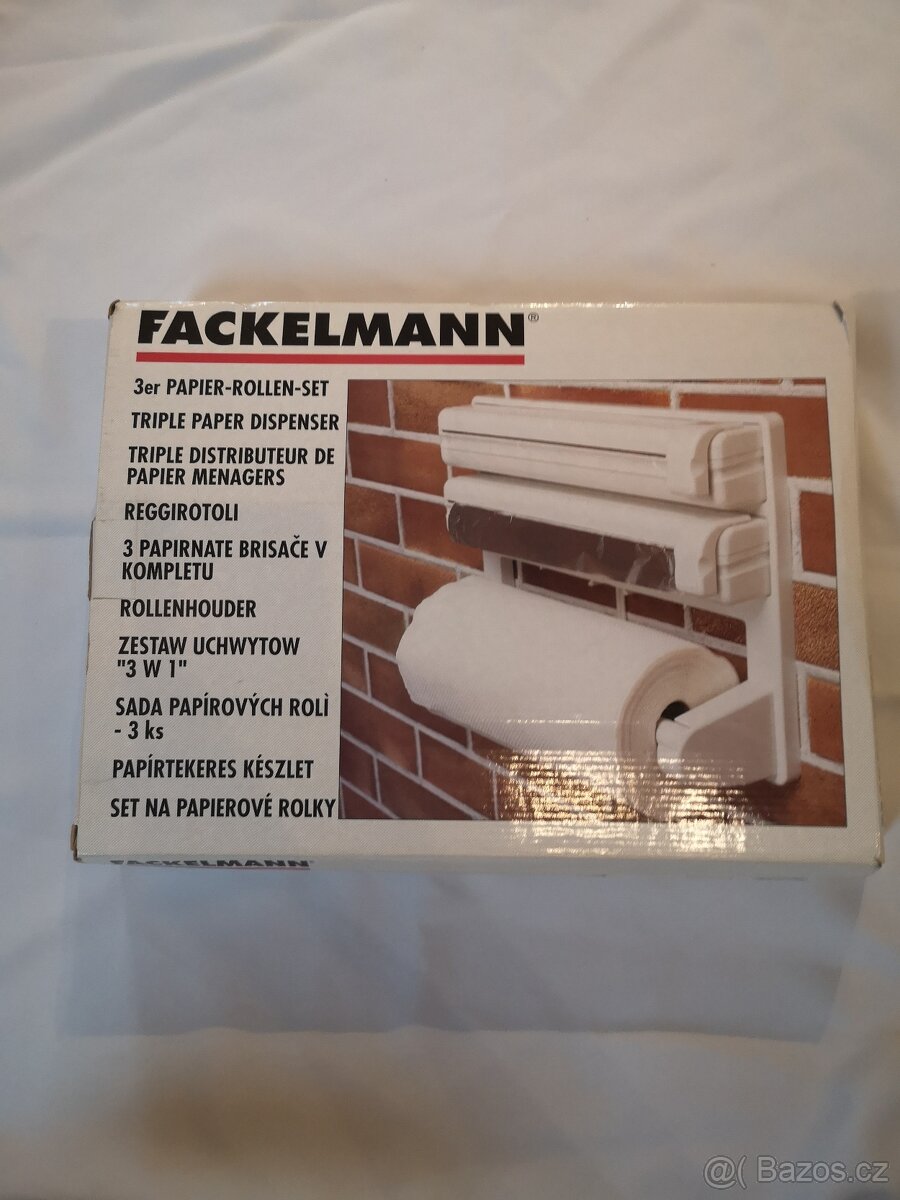 FACKELMANN®
3er PAPIER-ROLLEN-SET
TRIPLE PAPER DISPENSER
TRIPLE DISTRIBUTEUR DE
PAPIER MENAGERS
REGGIROTOLI
3 PAPIRNATE BRISAČE V
KOMPLETU
ROLLENHOUDER
ZESTAW UCHWYTOW
"3 W 1"
SADA PAPÍROVÝCH ROLÌ
- 3 ks
PAPÍRTEKERES KÉSZLET
SET NA PAPIEROVÉ ROLKY
FACKELMANN®
@( Bazos.cz